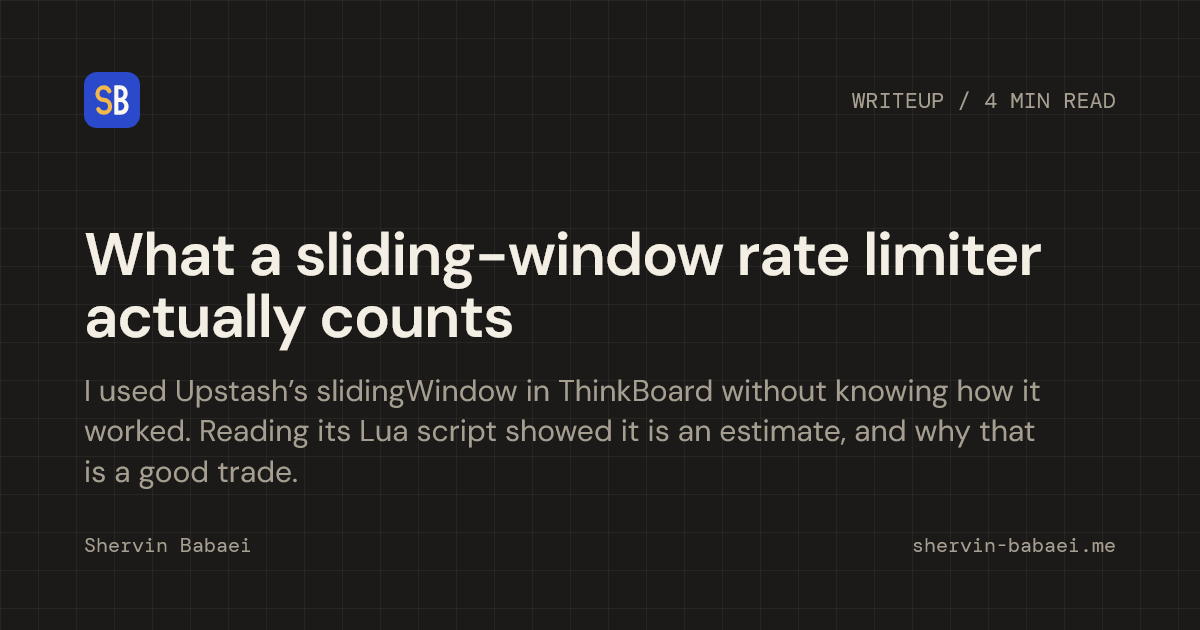 SB
WRITEUP / 4 MIN READ
What a sliding-window rate limiter
actually counts
I used Upstash’s slidingWindow in ThinkBoard without knowing how it
worked. Reading its Lua script showed it is an estimate, and why that
is a good trade.
Shervin Babaei
shervin-babaei.me